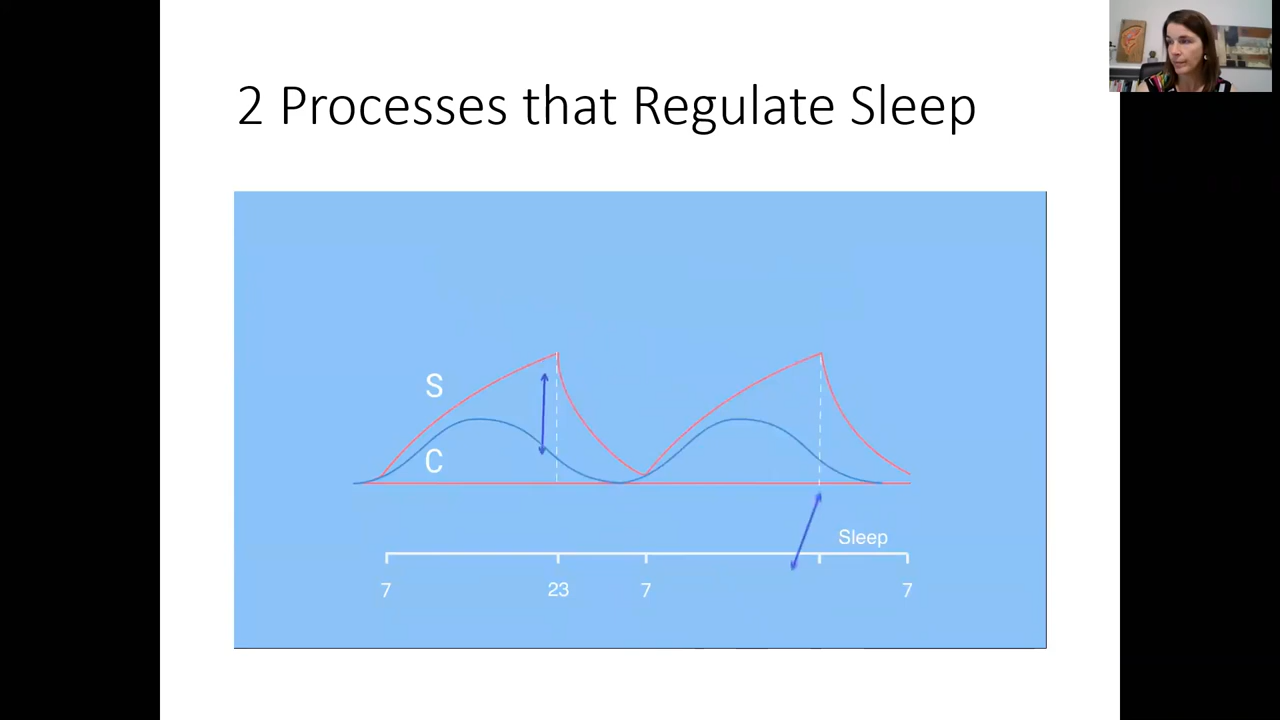 2 Processes that Regulate Sleep
S
C
Sleep
7 23 7 7